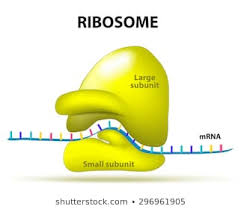 RIBOSOME
Large
subunit
mRNA
Small subunit
shutterstock.com • 296961905